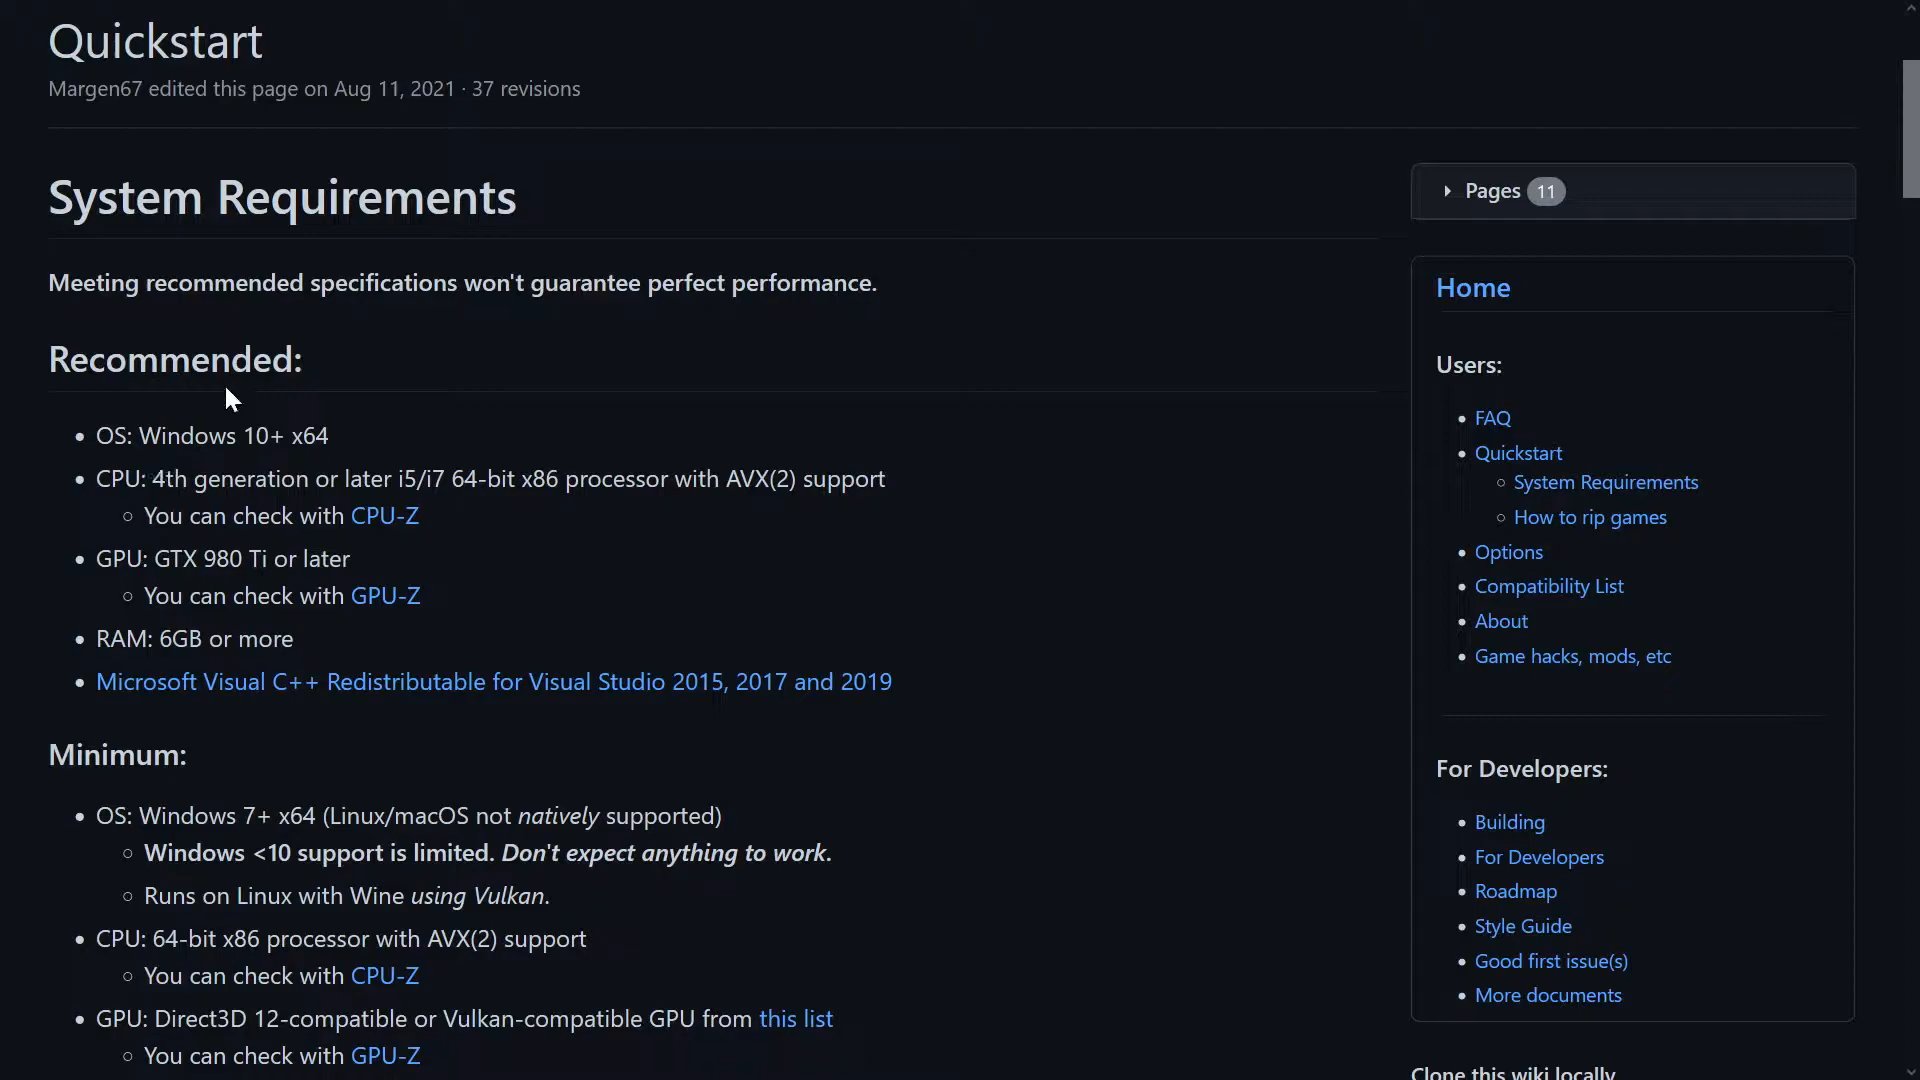 Quickstart
Margen67 edited this page on Aug 11, 2021 · 37 revisions
System Requirements
Meeting recommended specifications won't guarantee perfect performance.
Recommended:
OS: Windows 10+ x64
CPU: 4th generation or later i5/i7 64-bit x86 processor with AVX(2) support
You can check with CPU-Z
GPU: GTX 980 Ti or later
You can check with GPU-Z
RAM: 6GB or more
Microsoft Visual C++ Redistributable for Visual Studio 2015, 2017 and 2019
Minimum:
OS: Windows 7+ x64 (Linux/macOS not natively supported)
Windows <10 support is limited. Don't expect anything to work.
Runs on Linux with Wine using Vulkan.
CPU: 64-bit x86 processor with AVX(2) support
You can check with CPU-Z
GPU: Direct3D 12-compatible or Vulkan-compatible GPU from this list
You can check with GPU-Z
Pages 11
Home
Users:
FAQ
Quickstart
System Requirements
How to rip games
Options
Compatibility List
About
Game hacks, mods, etc
For Developers:
Building
For Developers
Roadmap
Style Guide
Good first issue(s)
More documents
Clone this wiki locally